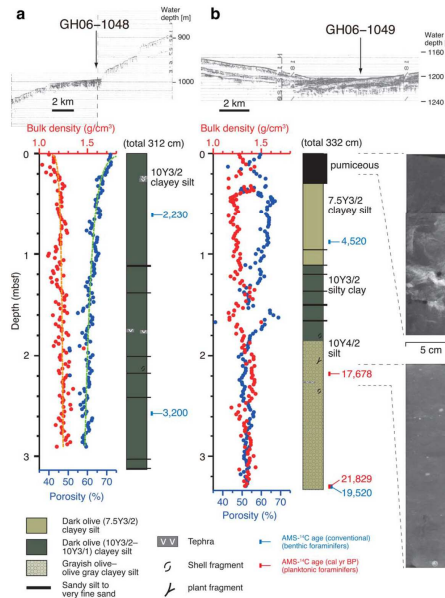 a
GH06–1048
Water
depth [m]
900
1000
2 km
b
GH06–1049
Water
depth [m]
1160
1200
1240
2 km
Bulk density (g/cm³)
1.0
1.5
(total 312 cm)
0
1
2
3
Depth (mbsf)
10Y3/2
clayey silt
2,230
3,200
40
50
60
70
Porosity (%)
Bulk density (g/cm³)
1.0
1.5
(total 332 cm)
0
1
2
3
pumiceous
7.5Y3/2
clayey silt
4,520
10Y3/2
silty clay
10Y4/2
silt
17,678
21,829
19,520
40
50
60
70
Porosity (%)
5 cm
Dark olive (7.5Y3/2)
clayey silt
Dark olive (10Y3/2–
10Y3/1) clayey silt
Grayish olive–
olive gray clayey silt
Sandy silt to
very fine sand
V V
Tephra
Shell fragment
plant fragment
AMS-¹⁴C age (conventional)
(benthic foraminifers)
AMS-¹⁴C age (cal yr BP)
(planktonic foraminifers)